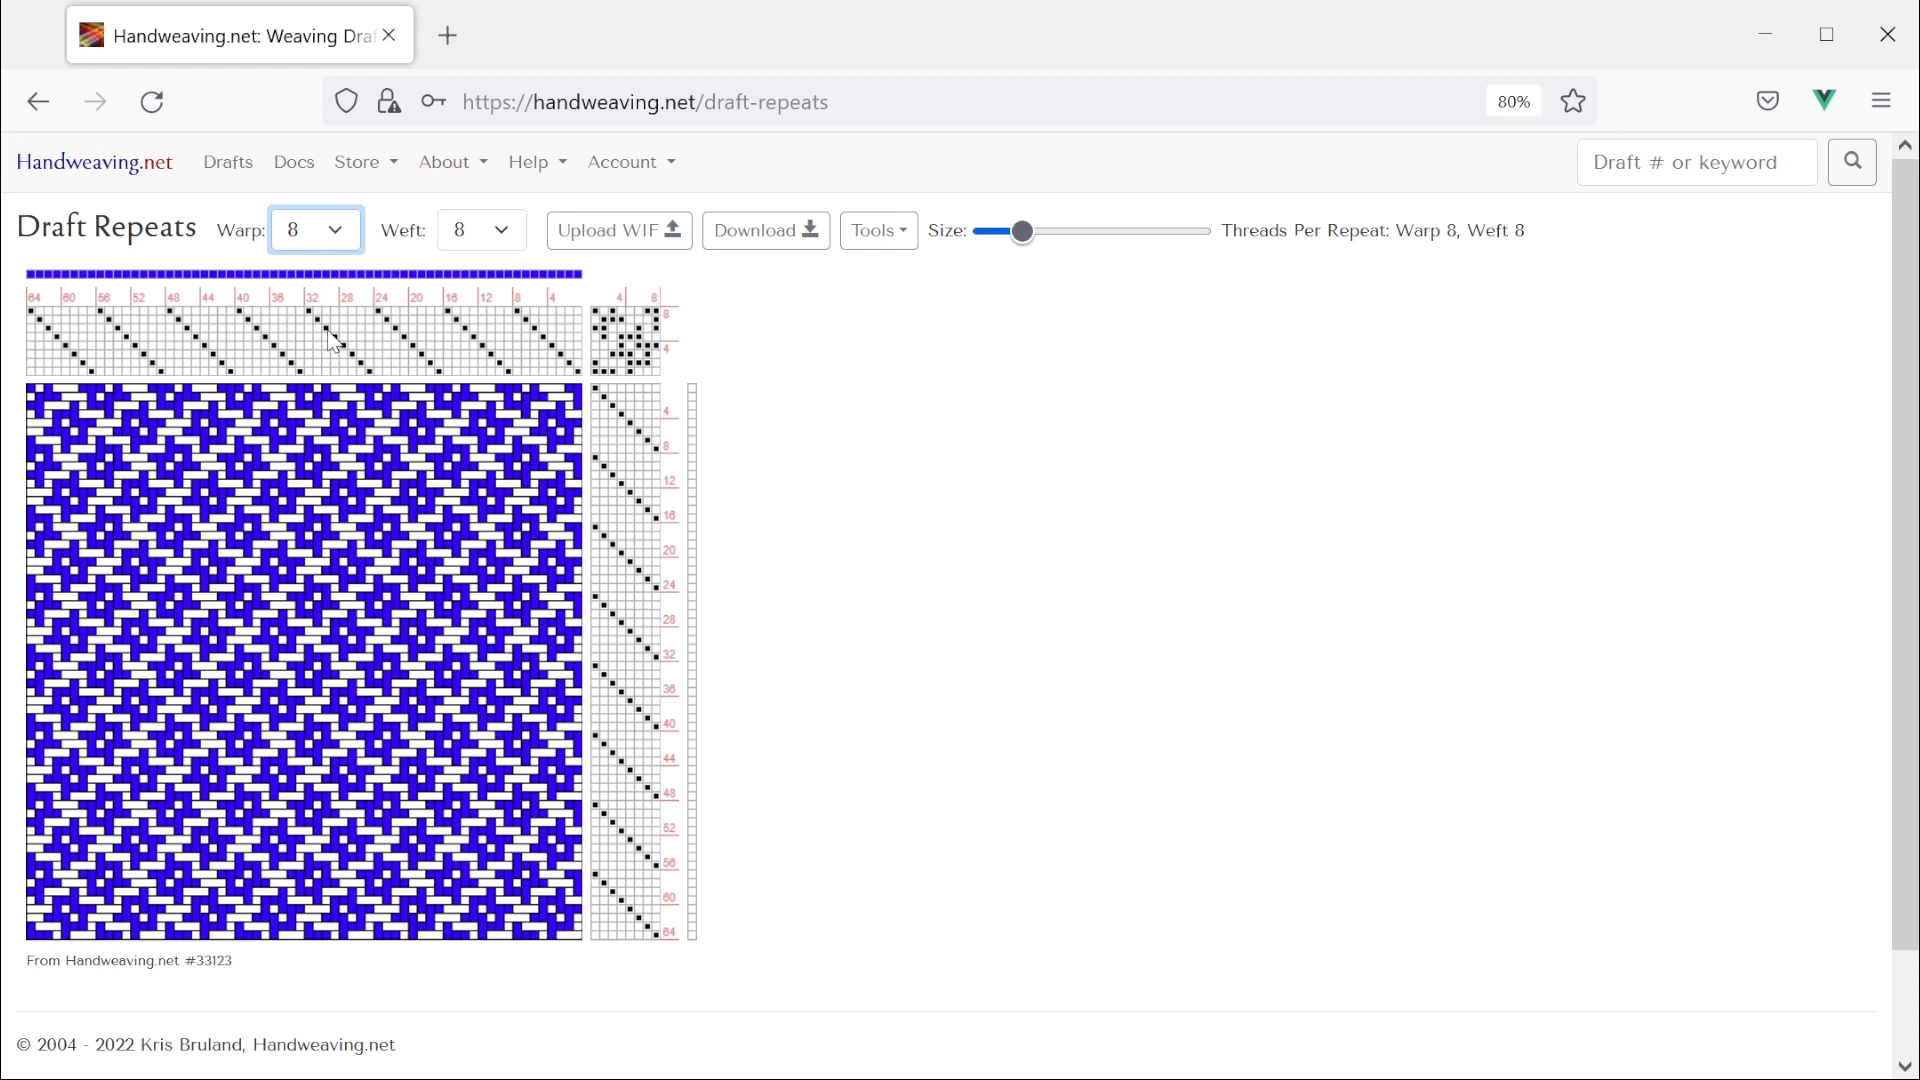 Handweaving.net: Weaving Dra
https://handweaving.net/draft-repeats
80%
Handweaving.net Drafts Docs Store About Help Account Draft # or keyword
Draft Repeats Warp: 8 Weft: 8 Upload WIF Download Tools Size: Threads Per Repeat: Warp 8, Weft 8
64 60 56 52 48 44 40 36 32 28 24 20 16 12 8 4
4 8
8
4
4
8
12
16
20
24
28
32
36
40
44
48
52
56
60
64
From Handweaving.net #33123
© 2004 - 2022 Kris Bruland, Handweaving.net